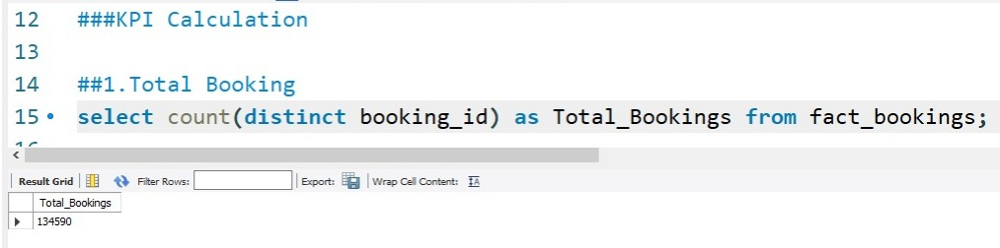 12 ###KPI Calculation
13
14 ##1.Total Booking
15 select count(distinct booking_id) as Total_Bookings from fact_bookings;
Result Grid Filter Rows: Export: Wrap Cell Content:
Total_Bookings
134590